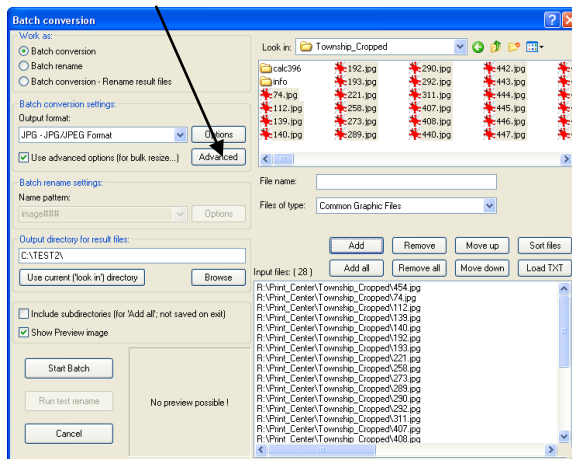 Batch conversion
Work as:
Batch conversion
Batch rename
Batch conversion - Rename result files
Batch conversion settings:
Output format:
JPG - JPG/JPEG Format
Options
Use advanced options (for bulk resize...)
Advanced
Batch rename settings:
Name pattern:
image###
Options
Output directory for result files:
C:\TEST2\
Use current ('look in') directory
Browse
Include subdirectories (for 'Add all'; not saved on exit)
Show Preview image
Start Batch
Run test rename
Cancel
No preview possible !
Look in:
Township_Cropped
calc396
192.jpg
290.jpg
442.jpg
info
193.jpg
292.jpg
443.jpg
74.jpg
221.jpg
311.jpg
444.jpg
112.jpg
258.jpg
407.jpg
445.jpg
139.jpg
273.jpg
408.jpg
446.jpg
140.jpg
289.jpg
440.jpg
447.jpg
File name:
Files of type:
Common Graphic Files
Add
Remove
Move up
Sort files
Input files: ( 28 )
Add all
Remove all
Move down
Load TXT
R:\Print_Center\Township_Cropped\454.jpg
R:\Print_Center\Township_Cropped\74.jpg
R:\Print_Center\Township_Cropped\112.jpg
R:\Print_Center\Township_Cropped\139.jpg
R:\Print_Center\Township_Cropped\140.jpg
R:\Print_Center\Township_Cropped\192.jpg
R:\Print_Center\Township_Cropped\193.jpg
R:\Print_Center\Township_Cropped\221.jpg
R:\Print_Center\Township_Cropped\258.jpg
R:\Print_Center\Township_Cropped\273.jpg
R:\Print_Center\Township_Cropped\289.jpg
R:\Print_Center\Township_Cropped\290.jpg
R:\Print_Center\Township_Cropped\292.jpg
R:\Print_Center\Township_Cropped\311.jpg
R:\Print_Center\Township_Cropped\407.jpg
R:\Print_Center\Township_Cropped\408.jpg